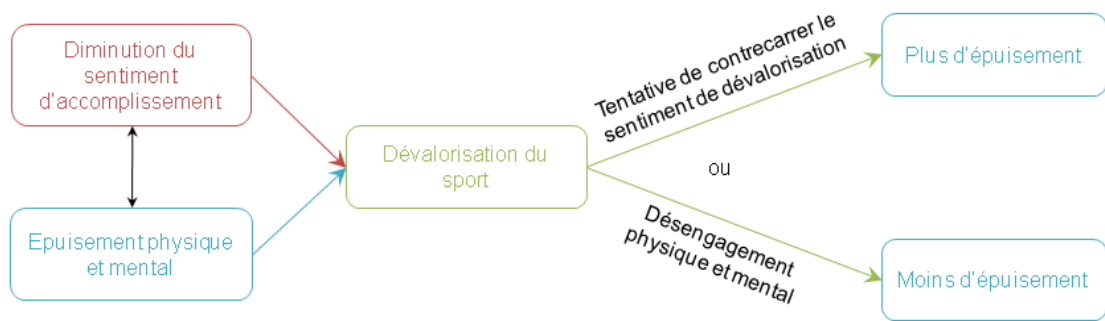 Diminution du
sentiment
d'accomplissement
Epuisement physique
et mental
Dévalorisation du
sport
Tentative de contrecarrer le
sentiment de dévalorisation
ou
Désengagement
physique et mental
Plus d'épuisement
Moins d'épuisement